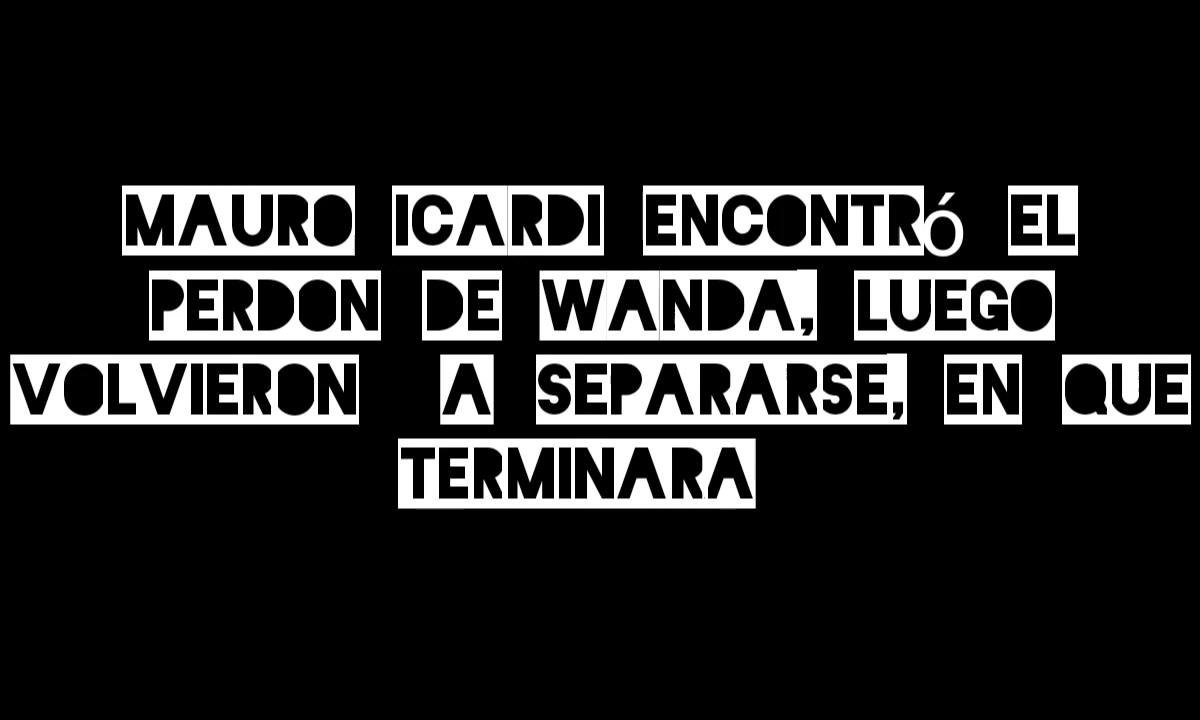 MAURO ICARDI ENCONTRó EL
PERDON DE WANDA, LUEGO
VOLVIERON A SEPARARSE, EN QUE
TERMINARA